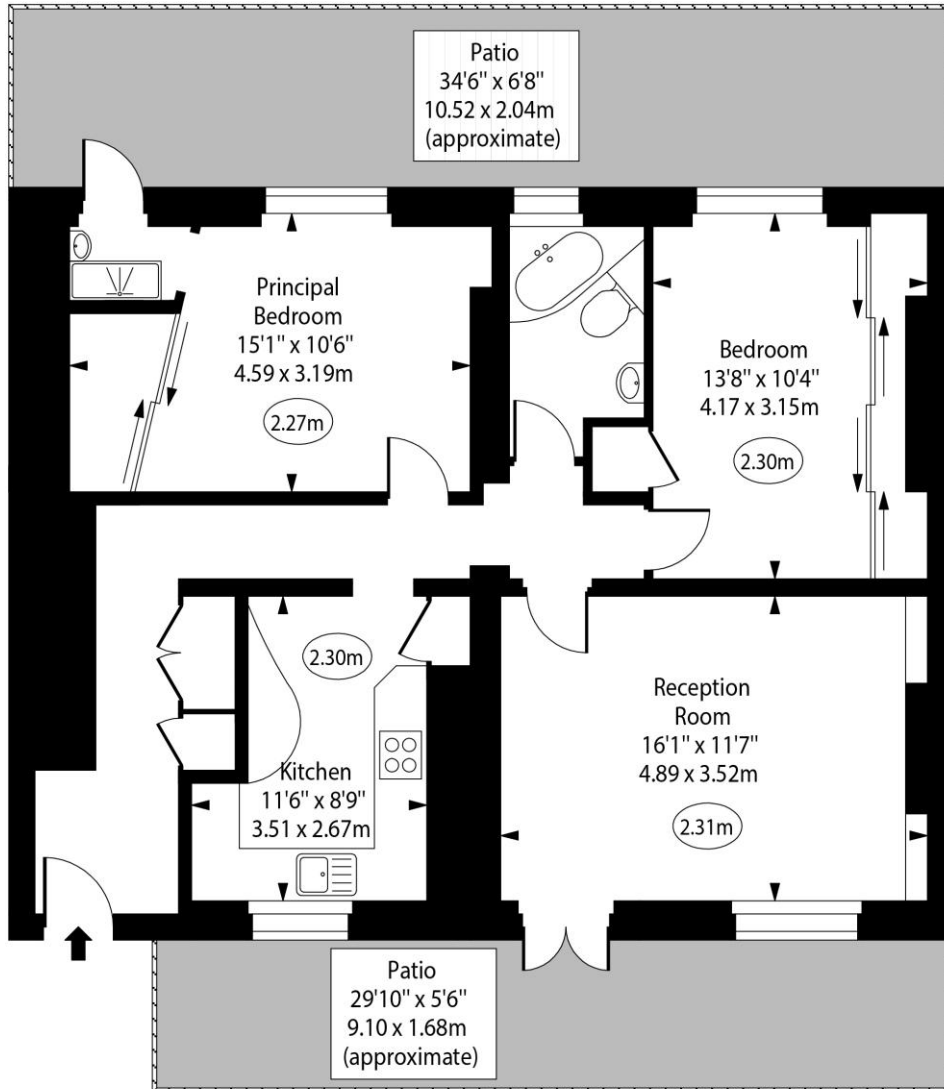 Patio
34'6" x 6'8"
10.52 x 2.04m
(approximate)
Principal
Bedroom
15'1" x 10'6"
4.59 x 3.19m
2.27m
Bedroom
13'8" x 10'4"
4.17 x 3.15m
2.30m
2.30m
Kitchen
11'6" x 8'9"
3.51 x 2.67m
Reception
Room
16'1" x 11'7"
4.89 x 3.52m
2.31m
Patio
29'10" x 5'6"
9.10 x 1.68m
(approximate)